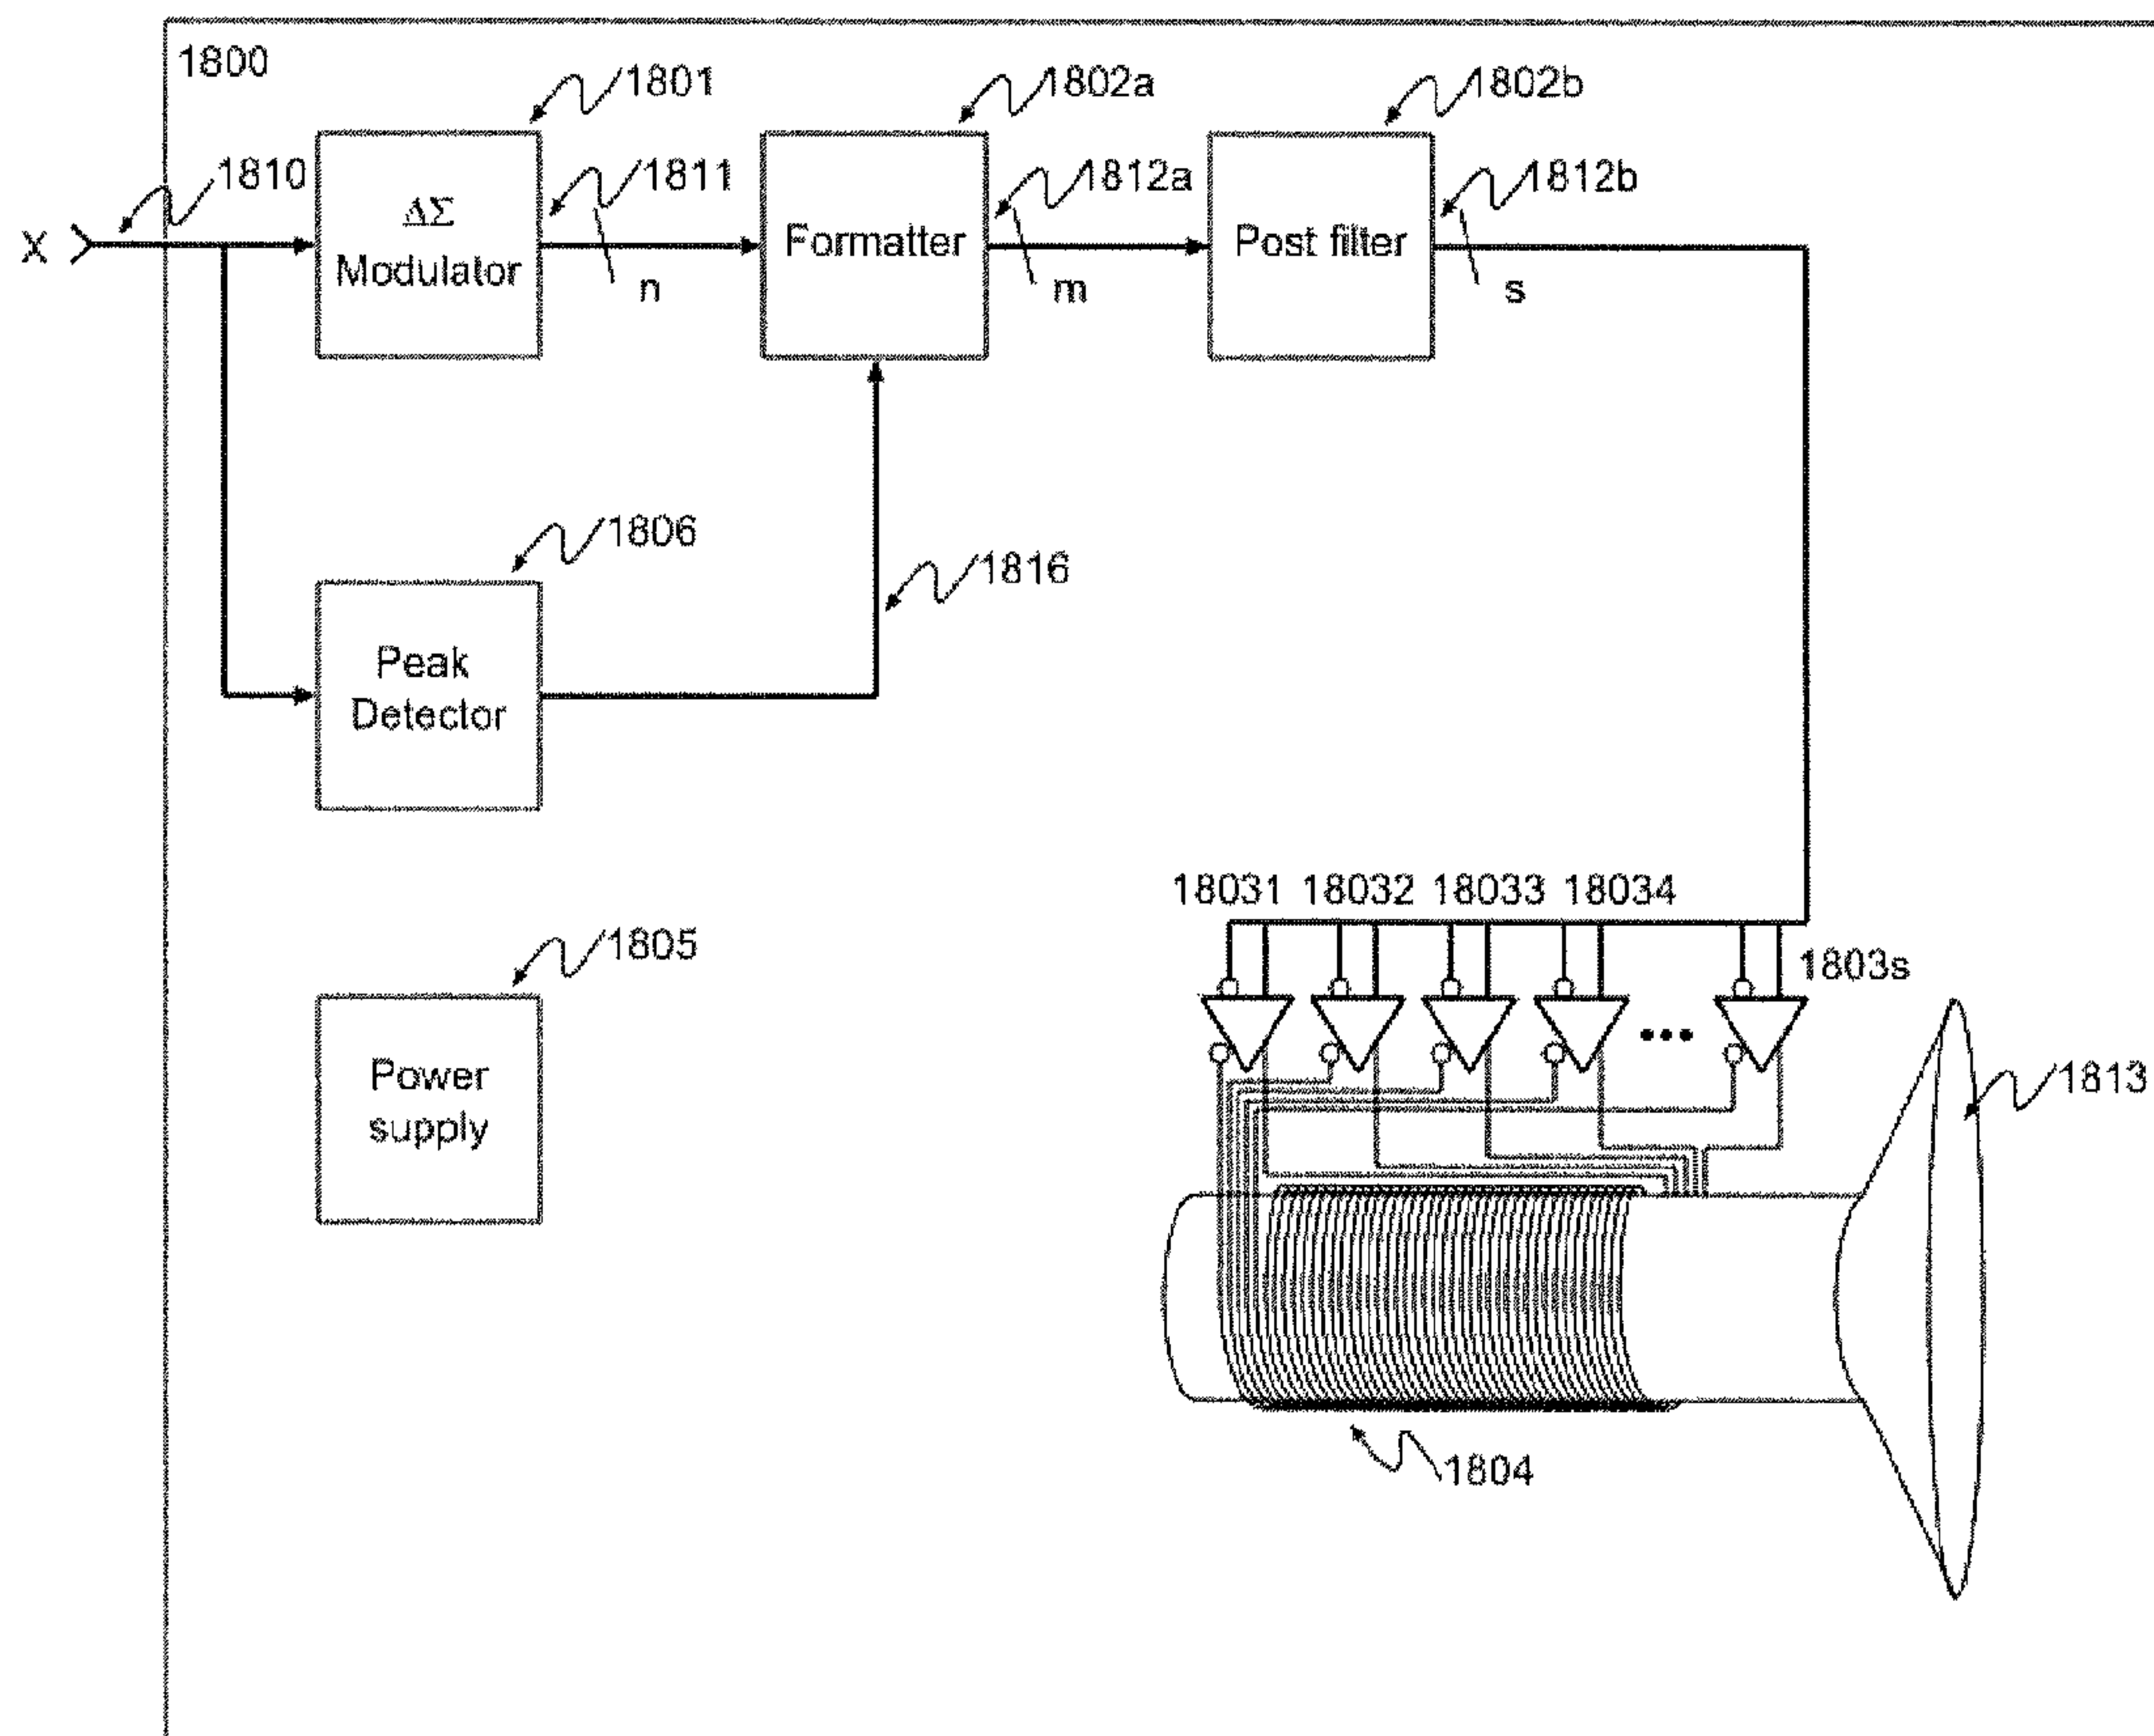 1800
1801
1802a
1802b
1810
1811
1812a
1812b
X
ΔΣ
Modulator
n
Formatter
m
Post filter
s
1806
1816
Peak
Detector
18031 18032 18033 18034
1805
1803s
Power
supply
1813
1804